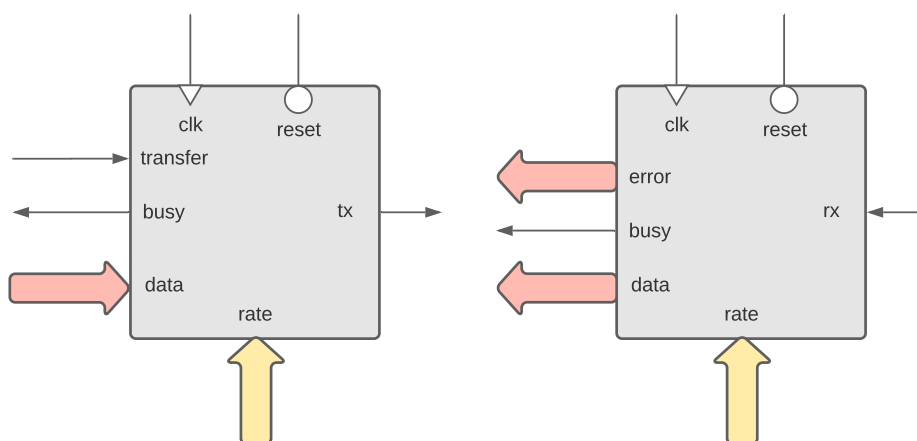 clk
reset
transfer
busy
tx
data
rate
clk
reset
error
rx
busy
data
rate